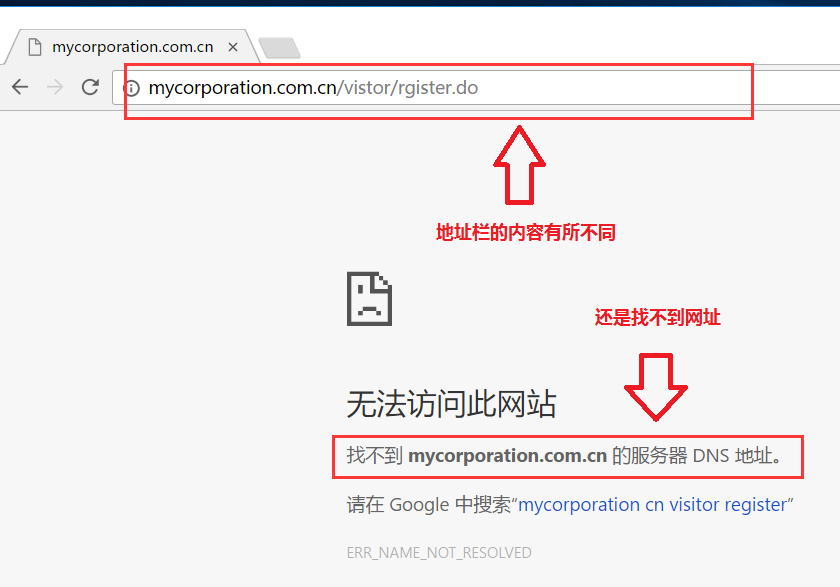 mycorporation.com.cn
mycorporation.com.cn/vistor/rgister.do
地址栏的内容有所不同
还是找不到网址
无法访问此网站
找不到 mycorporation.com.cn 的服务器 DNS 地址。
请在 Google 中搜索“mycorporation cn visitor register”
ERR_NAME_NOT_RESOLVED